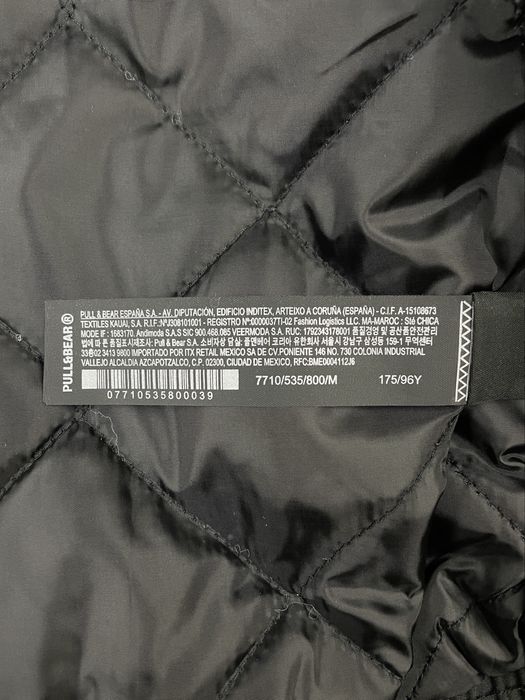 PULL&BEAR®
PULL & BEAR ESPAÑA S.A. - AV. DIPUTACIÓN, EDIFICIO INDITEX, ARTEIXO A CORUÑA (ESPAÑA) - C.I.F. A-15108673
TEXTILES KAUAI, S.A. R.I.F. Nº:J308101001 - REGISTRO Nº:0000037TI-02 Fashion Logistics LLC. MA-MAROC : Sté CHICA
MODE IF : 1683170. Andimoda S.A.S SIC 900.468.065 VEERMODA S.A. RUC: 1792343178001 품질경영 및 공산품안전관리
법에 따른 품질표시제조사: Pull & Bear S.A. 소비자상담실: 풀앤베어 코리아 유한회사 서울시 강남구 삼성동 159-1 무역센터
33층 02 3413 9800 IMPORTADO POR ITX RETAIL MEXICO SA DE CV.PONIENTE 146 NO. 730 COLONIA INDUSTRIAL
VALLEJO ALCALDIA AZCAPOTZALCO, C.P. 02300, CIUDAD DE MEXICO, RFC:BME0004112J6
7710/535/800/M 175/96Y
07710535800039